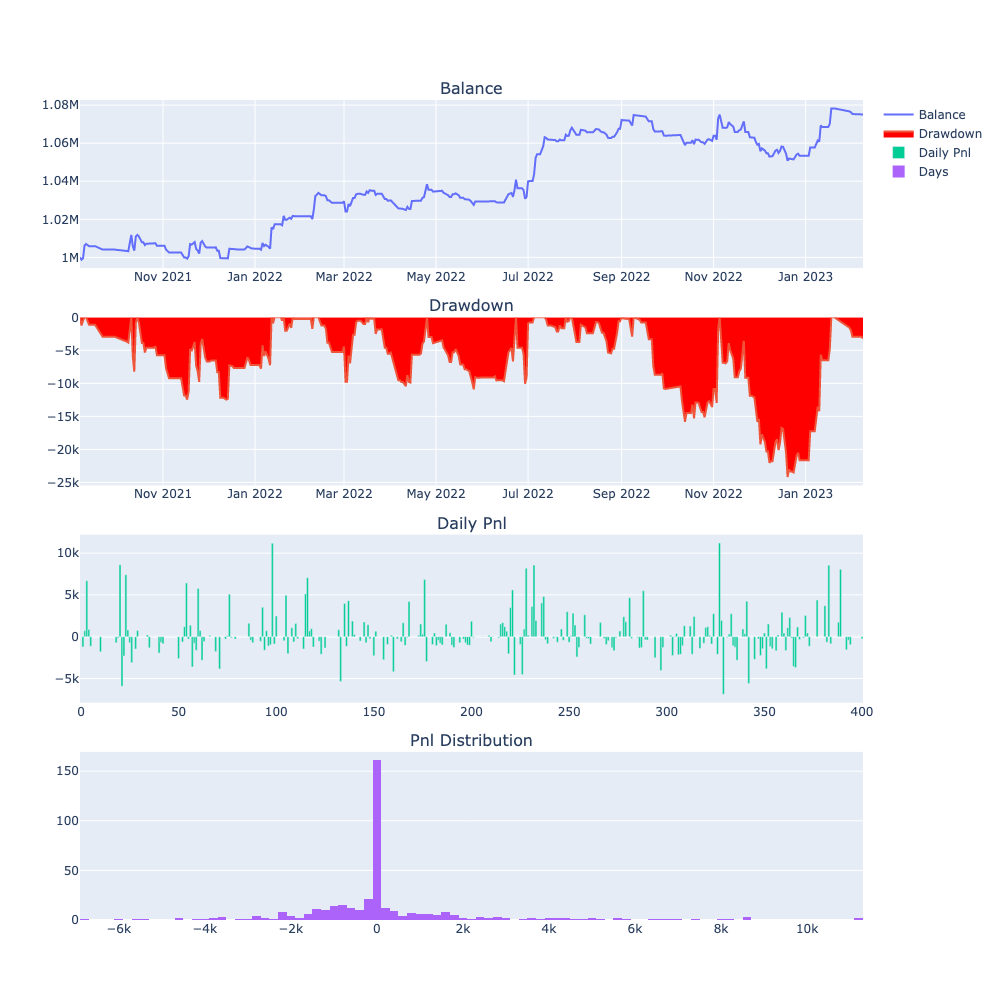 Balance
1.08M
1.06M
1.04M
1.02M
1M
Nov 2021 Jan 2022 Mar 2022 May 2022 Jul 2022 Sep 2022 Nov 2022 Jan 2023
Balance
Drawdown
Daily Pnl
Days
Drawdown
0
−5k
−10k
−15k
−20k
−25k
Nov 2021 Jan 2022 Mar 2022 May 2022 Jul 2022 Sep 2022 Nov 2022 Jan 2023
Daily Pnl
10k
5k
0
−5k
0 50 100 150 200 250 300 350 400
Pnl Distribution
150
100
50
0
−6k −4k −2k 0 2k 4k 6k 8k 10k